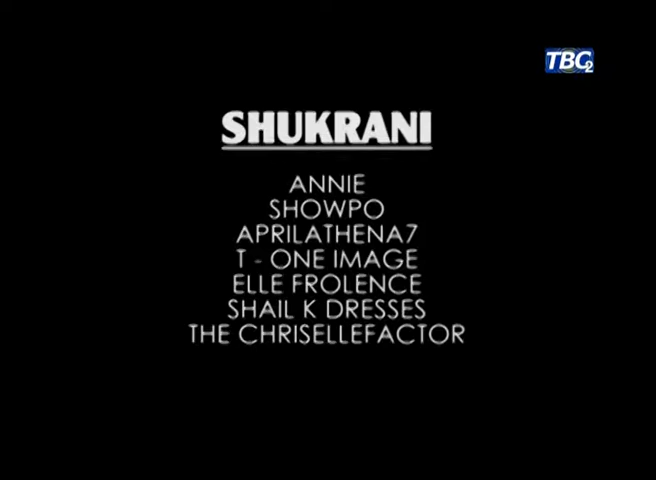 TBC2
SHUKRANI
ANNIE
SHOWPO
APRILATHENA7
T - ONE IMAGE
ELLE FROLENCE
SHAIL K DRESSES
THE CHRISELLEFACTOR